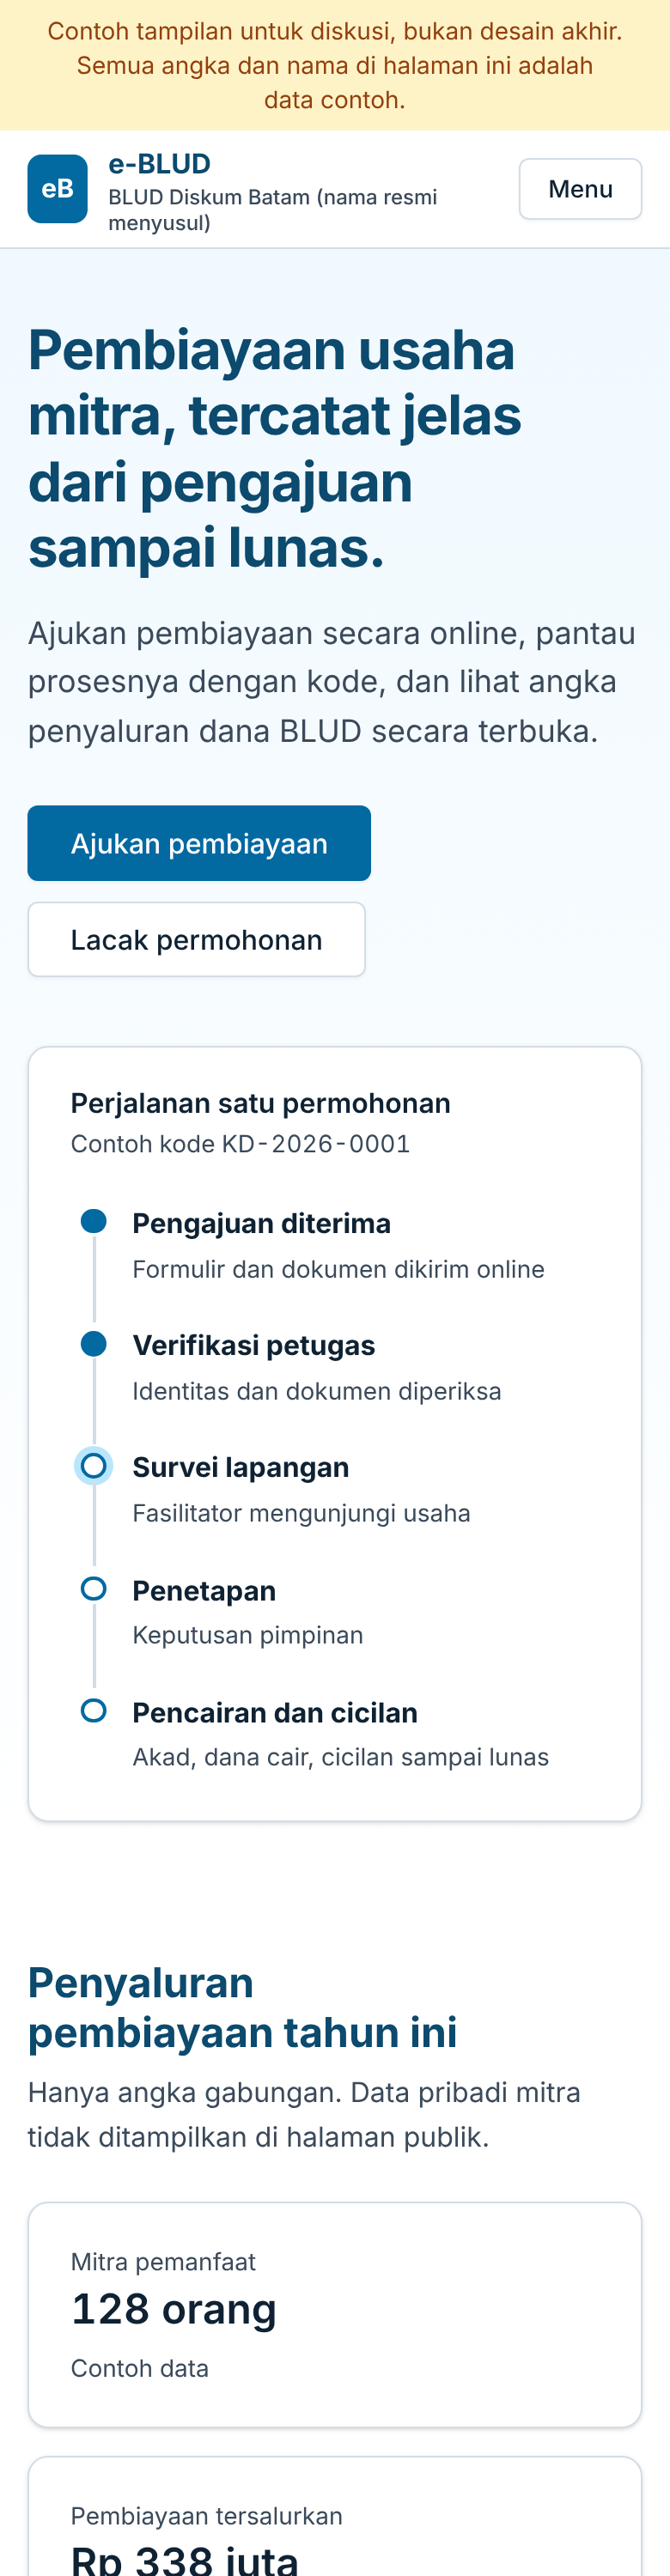 Contoh tampilan untuk diskusi, bukan desain akhir.
Semua angka dan nama di halaman ini adalah
data contoh.
eB
e-BLUD
BLUD Diskum Batam (nama resmi
menyusul)
Menu
Pembiayaan usaha
mitra, tercatat jelas
dari pengajuan
sampai lunas.
Ajukan pembiayaan secara online, pantau
prosesnya dengan kode, dan lihat angka
penyaluran dana BLUD secara terbuka.
Ajukan pembiayaan
Lacak permohonan
Perjalanan satu permohonan
Contoh kode KD-2026-0001
Pengajuan diterima
Formulir dan dokumen dikirim online
Verifikasi petugas
Identitas dan dokumen diperiksa
Survei lapangan
Fasilitator mengunjungi usaha
Penetapan
Keputusan pimpinan
Pencairan dan cicilan
Akad, dana cair, cicilan sampai lunas
Penyaluran
pembiayaan tahun ini
Hanya angka gabungan. Data pribadi mitra
tidak ditampilkan di halaman publik.
Mitra pemanfaat
128 orang
Contoh data
Pembiayaan tersalurkan
Rp 338 juta